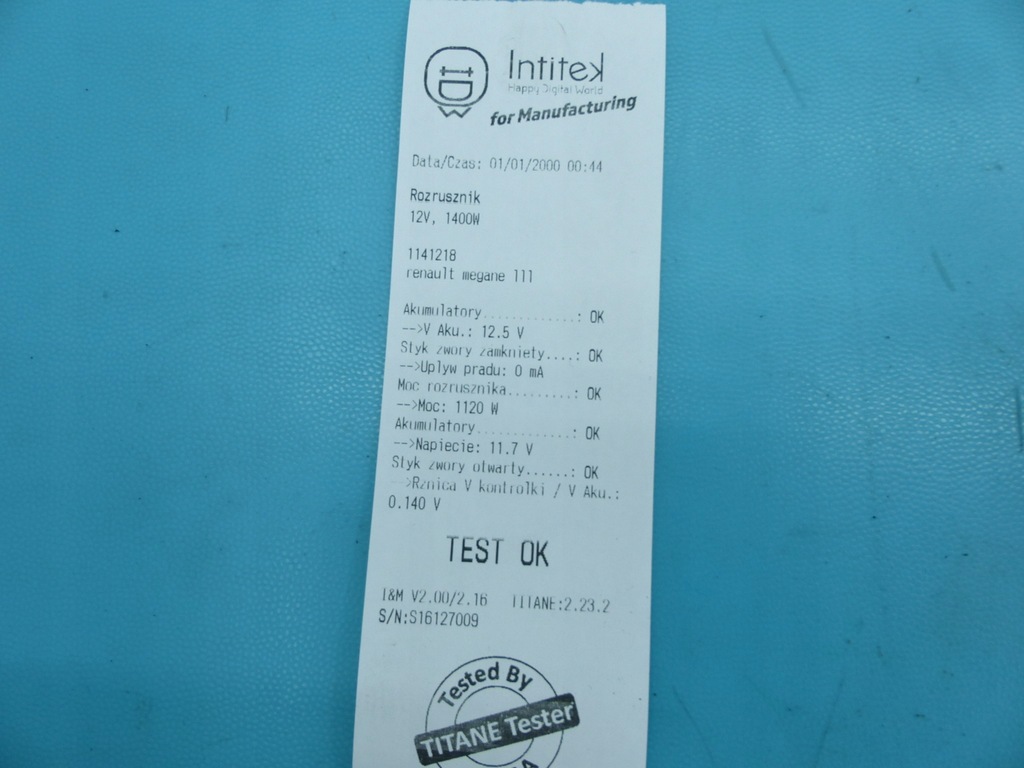 Intitek
Happy Digital World
for Manufacturing
Data/Czas: 01/01/2000 00:44
Rozrusznik
12V, 1400W
1141218
renault megane 111
Akumulatory............: OK
-->V Aku.: 12.5 V
Styk zwory zamkniety....: OK
-->Uplyw pradu: 0 mA
Moc rozrusznika.........: OK
-->Moc: 1120 W
Akumulatory............: OK
-->Napiecie: 11.7 V
Styk zwory otwarty......: OK
-->Rznica V kontrolki / V Aku.:
0.140 V
TEST OK
I&M V2.00/2.16 TITANE:2.23.2
S/N:S16127009
Tested By
TITANE Tester